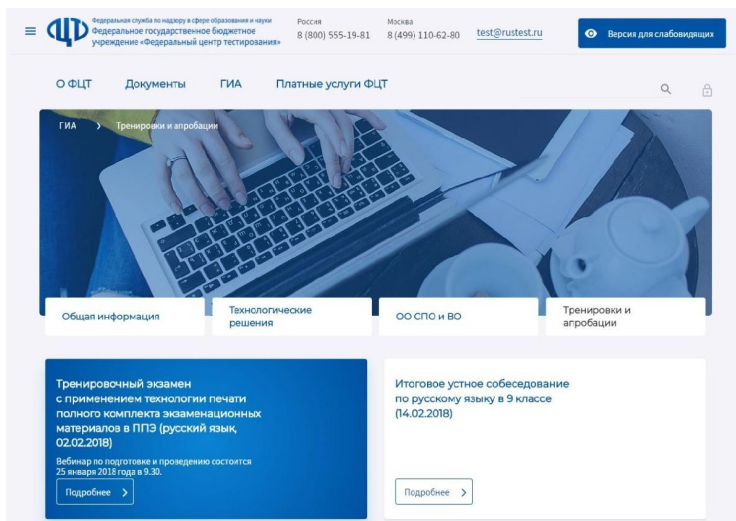 ФЦТ
Федеральная служба по надзору в сфере образования и науки
Федеральное государственное бюджетное
учреждение «Федеральный центр тестирования»
Россия
8 (800) 555-19-81
Москва
8 (499) 110-62-80
test@rustest.ru
Версия для слабовидящих
О ФЦТ
Документы
ГИА
Платные услуги ФЦТ
ГИА
Тренировки и апробации
Общая информация
Технологические
решения
ОО СПО и ВО
Тренировки и
апробации
Тренировочный экзамен
с применением технологии печати
полного комплекта экзаменационных
материалов в ППЭ (русский язык,
02.02.2018)
Вебинар по подготовке и проведению состоится
25 января 2018 года в 9.30.
Подробнее
Итоговое устное собеседование
по русскому языку в 9 классе
(14.02.2018)
Подробнее